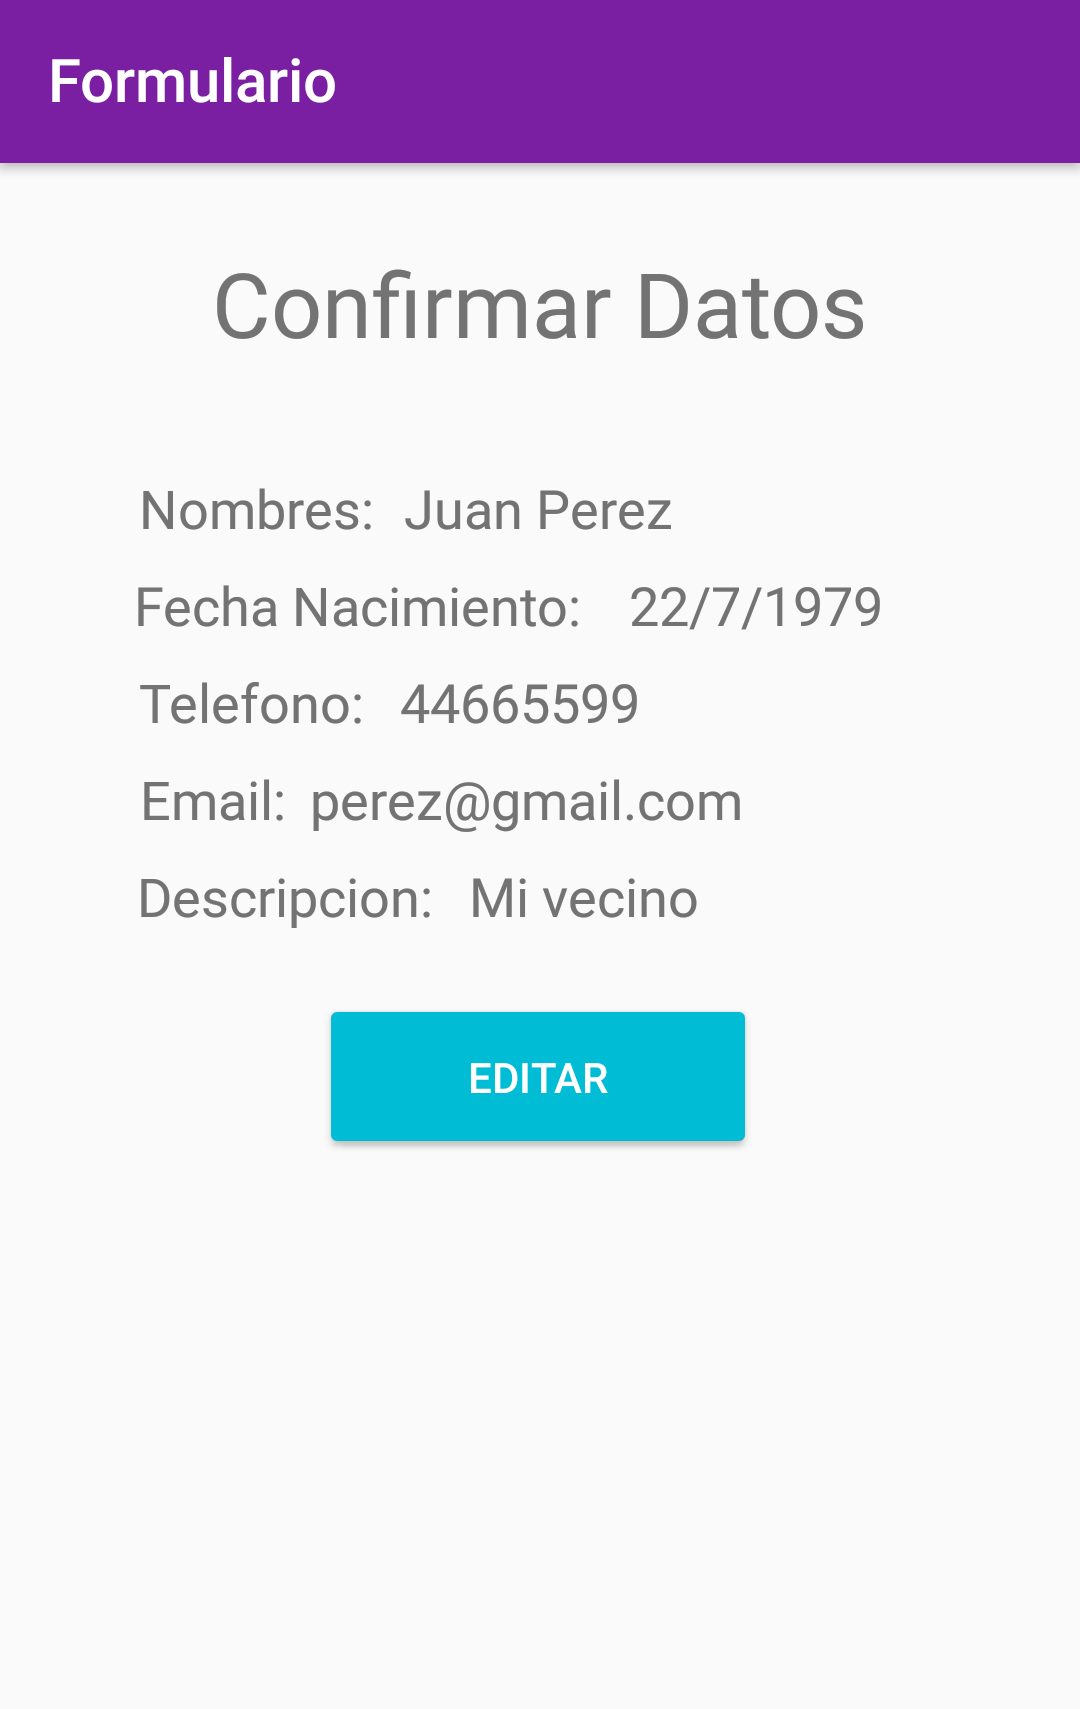 Formulario
Confirmar Datos
Nombres: Juan Perez
Fecha Nacimiento: 22/7/1979
Telefono: 44665599
Email: perez@gmail.com
Descripcion: Mi vecino
EDITAR